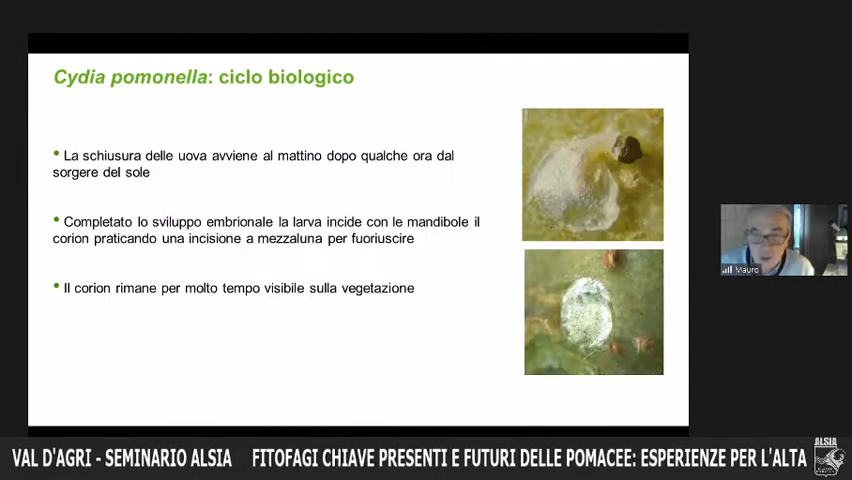 Cydia pomonella: ciclo biologico
• La schiusura delle uova avviene al mattino dopo qualche ora dal
sorgere del sole
• Completato lo sviluppo embrionale la larva incide con le mandibole il
corion praticando una incisione a mezzaluna per fuoriuscire
• Il corion rimane per molto tempo visibile sulla vegetazione
Mauro
VAL D'AGRI - SEMINARIO ALSIA FITOFAGI CHIAVE PRESENTI E FUTURI DELLE POMACEE: ESPERIENZE PER L'ALTA
ALSIA